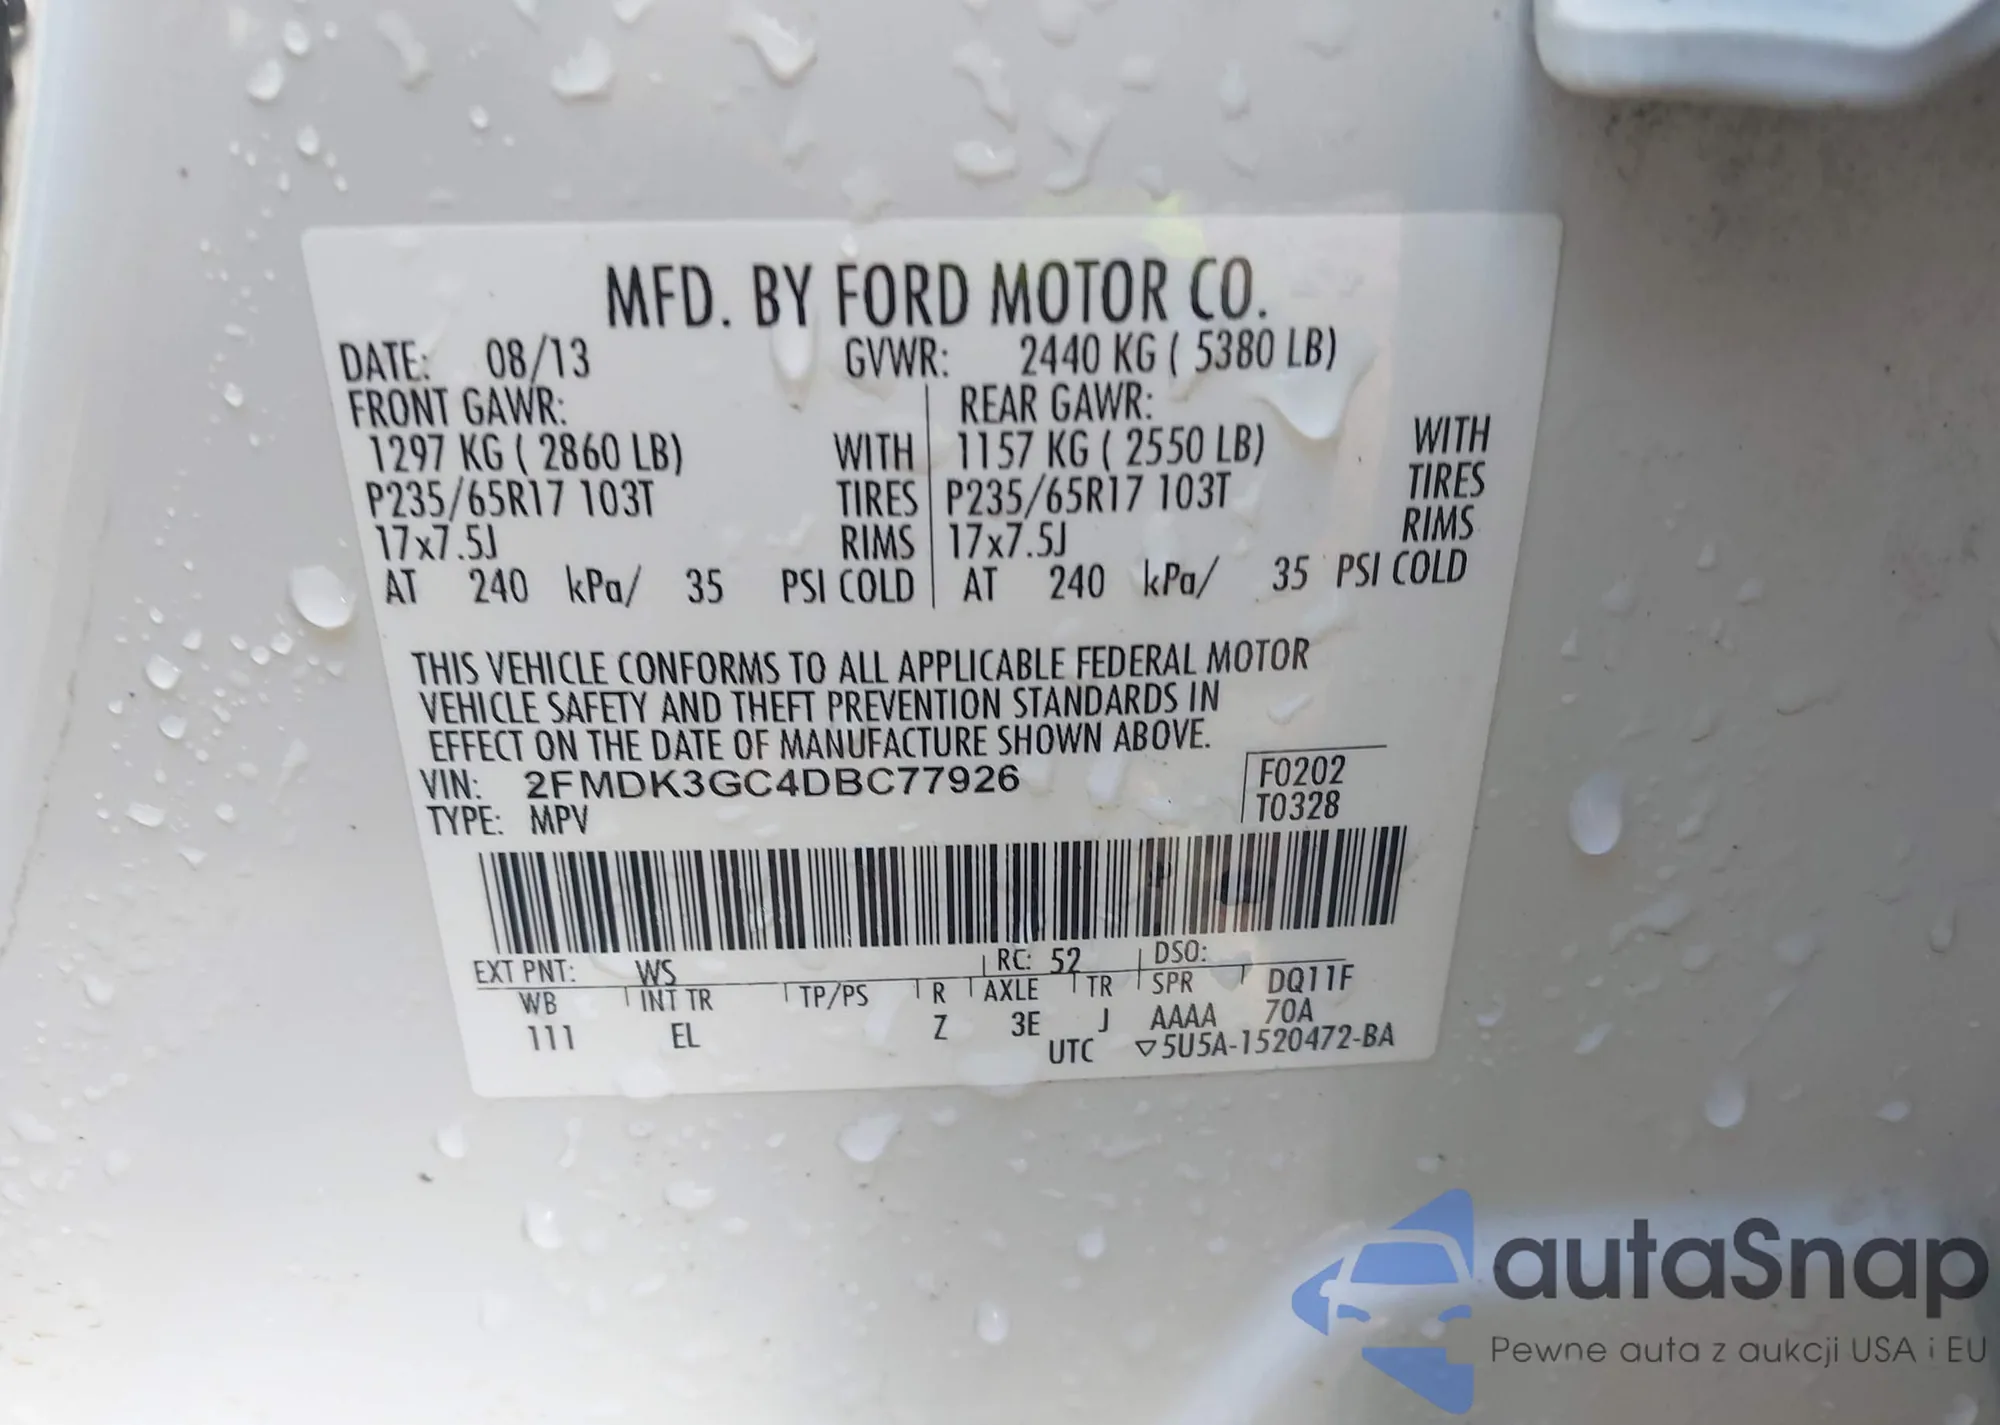 MFD. BY FORD MOTOR CO.
DATE: 08/13 GVWR: 2440 KG ( 5380 LB)
FRONT GAWR: REAR GAWR:
1297 KG ( 2860 LB) WITH 1157 KG ( 2550 LB) WITH
P235/65R17 103T TIRES P235/65R17 103T TIRES
17x7.5J RIMS 17x7.5J RIMS
AT 240 kPa/ 35 PSI COLD AT 240 kPa/ 35 PSI COLD
THIS VEHICLE CONFORMS TO ALL APPLICABLE FEDERAL MOTOR
VEHICLE SAFETY AND THEFT PREVENTION STANDARDS IN
EFFECT ON THE DATE OF MANUFACTURE SHOWN ABOVE.
VIN: 2FMDK3GC4DBC77926 F0202
TYPE: MPV T0328
EXT PNT: WS RC: 52 DSO:
WB INT TR TP/PS R AXLE TR SPR DQ11F
111 EL Z 3E J AAAA 70A
UTC ▽5U5A-1520472-BA
autaSnap
Pewne auta z aukcji USA i EU